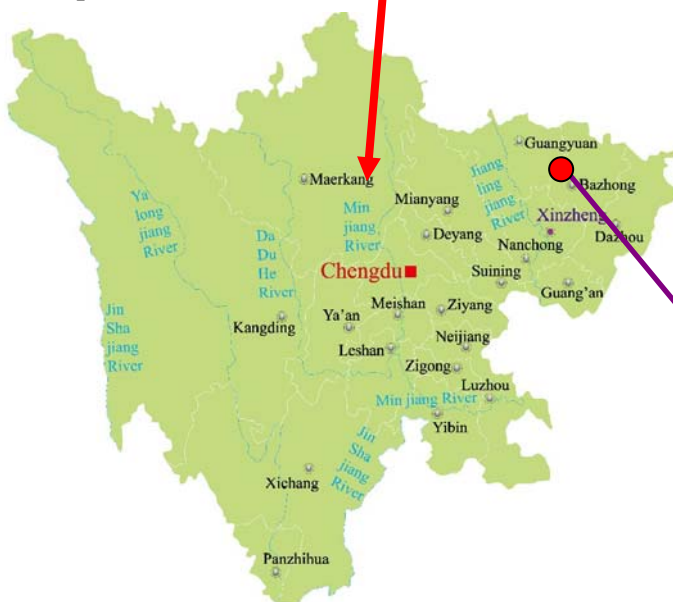 Guangyuan
Jiang
ling
jiang
River
Maerkang
Bazhong
Mianyang
Ya
long
jiang
River
Min
jiang
River
Xinzheng
Dazhou
Da
Du
He
River
Deyang
Nanchong
Chengdu
Suining
Guang'an
Jin
Sha
jiang
River
Kangding
Ya'an
Meishan
Ziyang
Leshan
Neijiang
Zigong
Luzhou
Min jiang River
Yibin
Jin
Sha
jiang
River
Xichang
Panzhihua